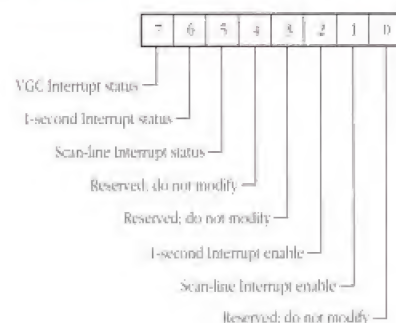 7 6 5 4 3 2 1 0
VGC Interrupt status
1-second Interrupt status
Scan-line Interrupt status
Reserved; do not modify
Reserved; do not modify
1-second Interrupt enable
Scan-line Interrupt enable
Reserved; do not modify